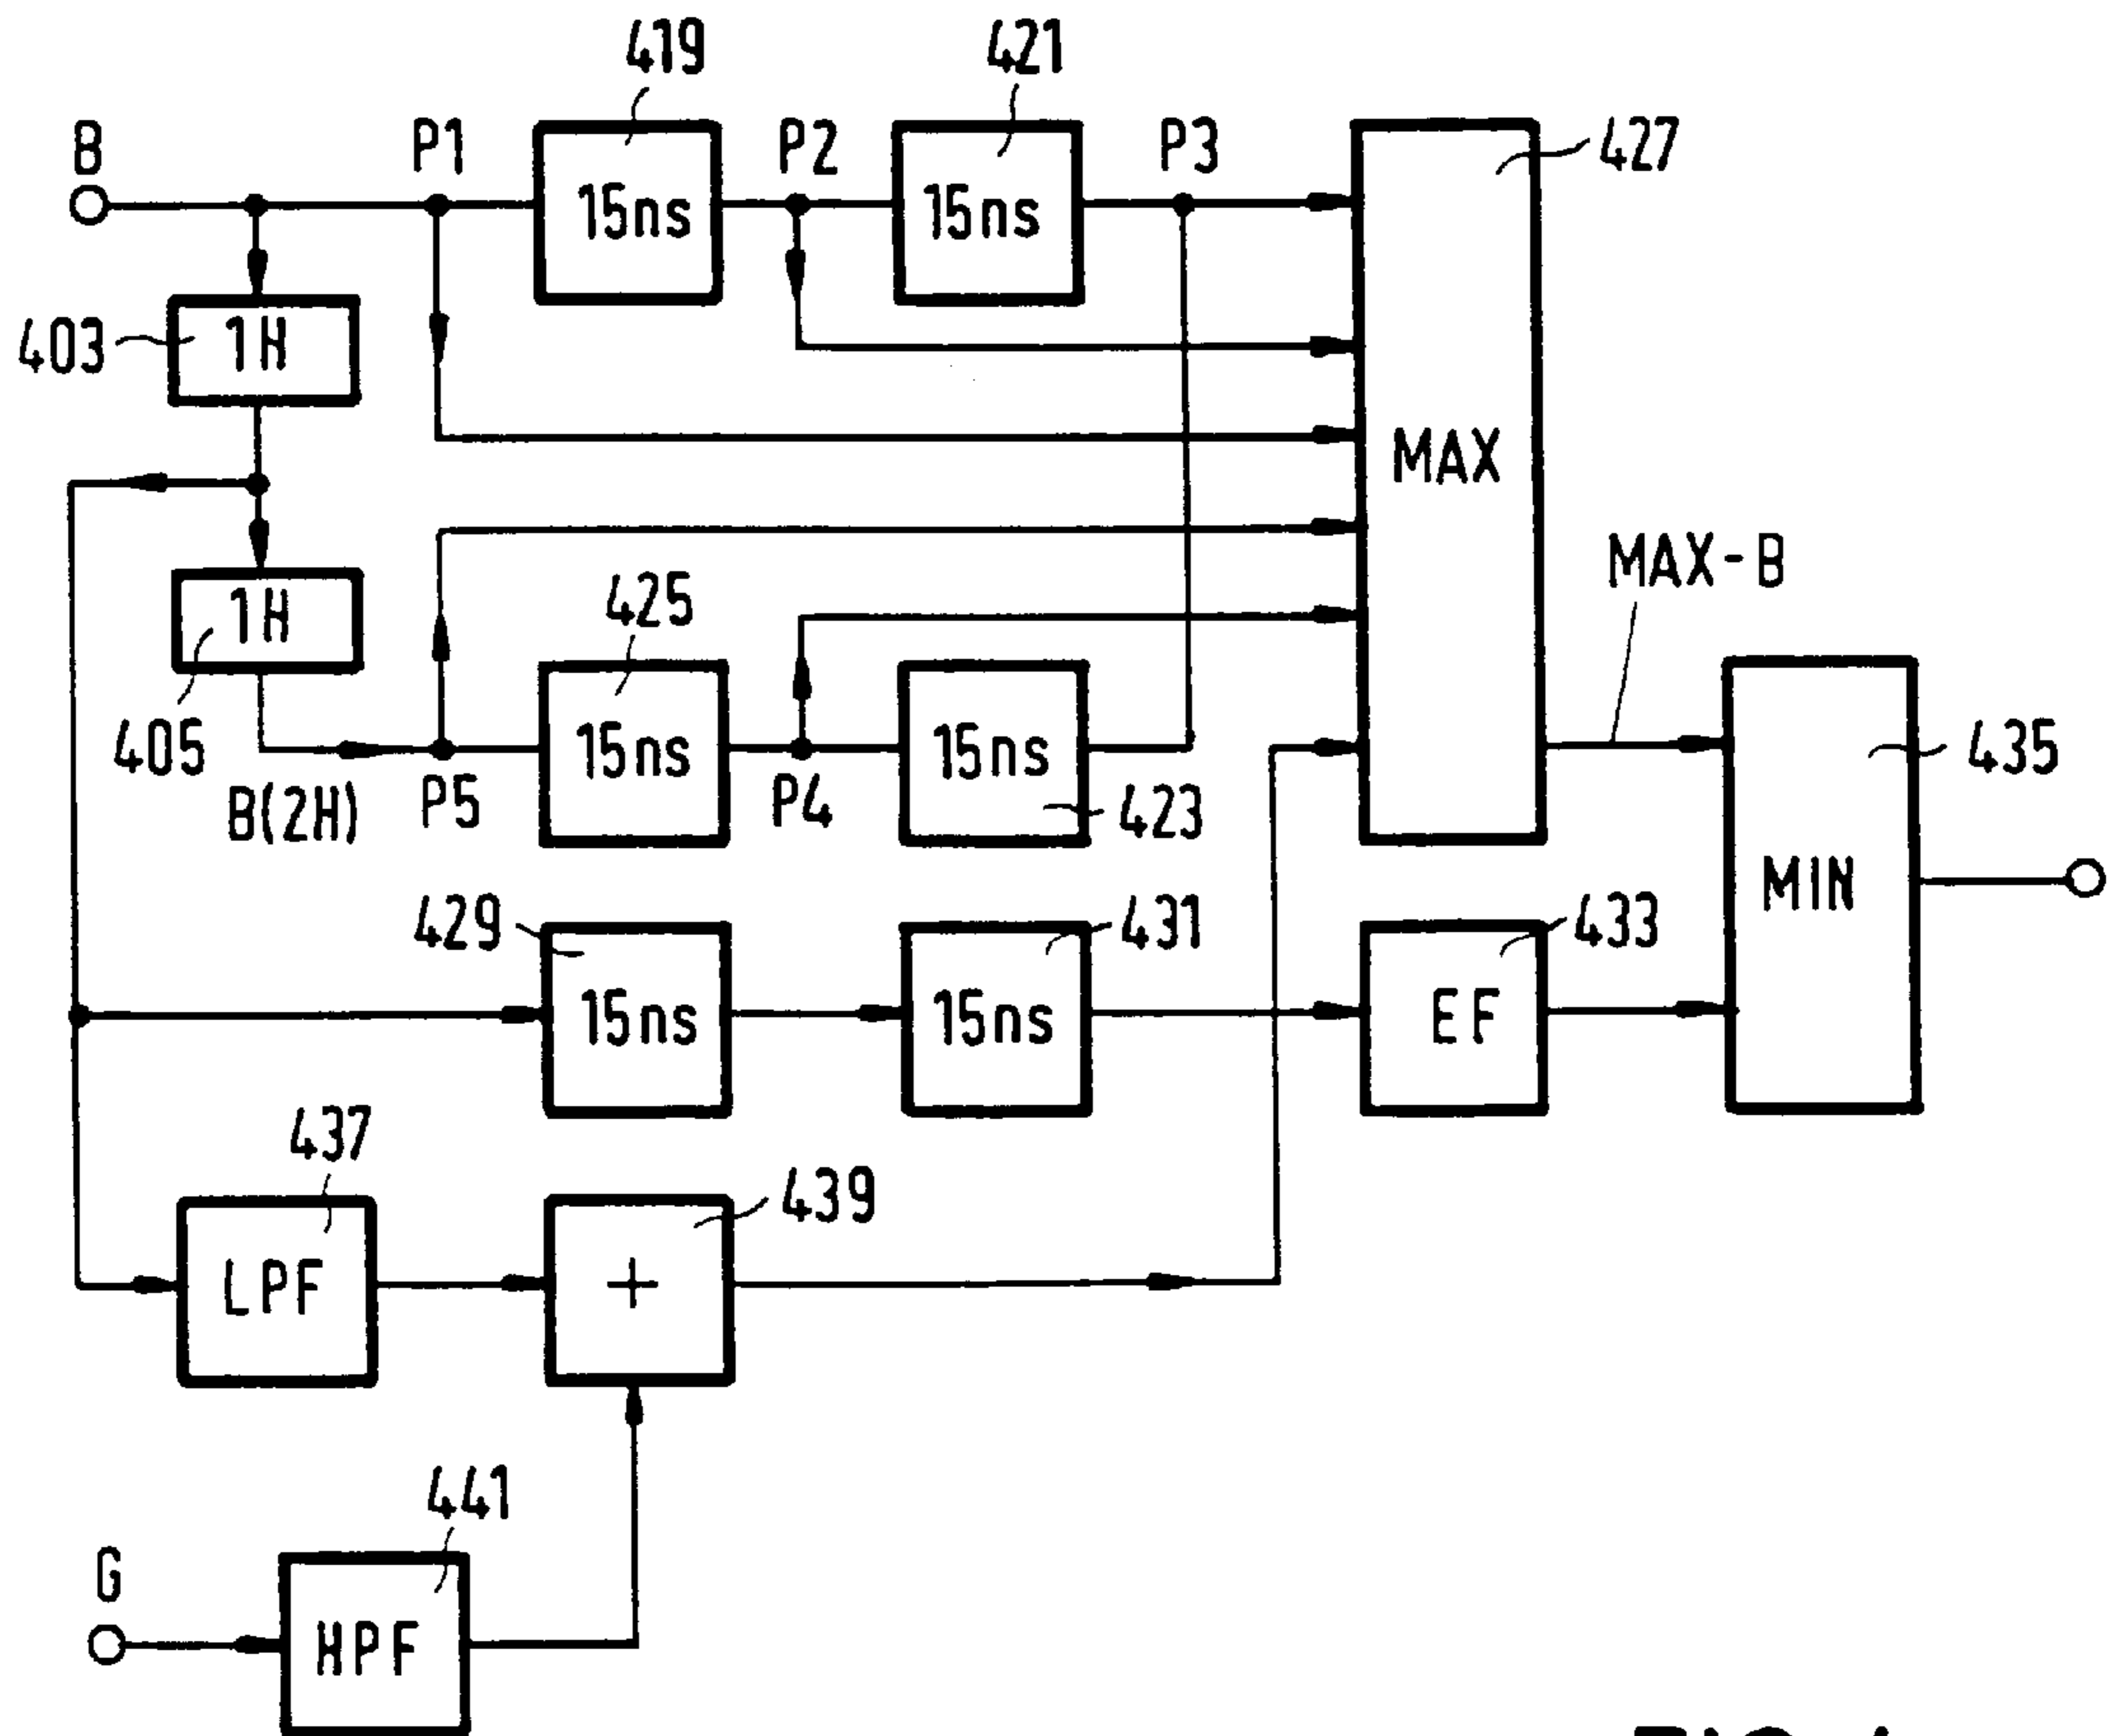 419
421
B
P1
P2
P3
427
15ns
15ns
403
1H
MAX
MAX-B
1H
425
405
15ns
15ns
435
B(2H)
P5
P4
423
MIN
429
431
433
15ns
15ns
EF
437
439
LPF
+
441
G
HPF